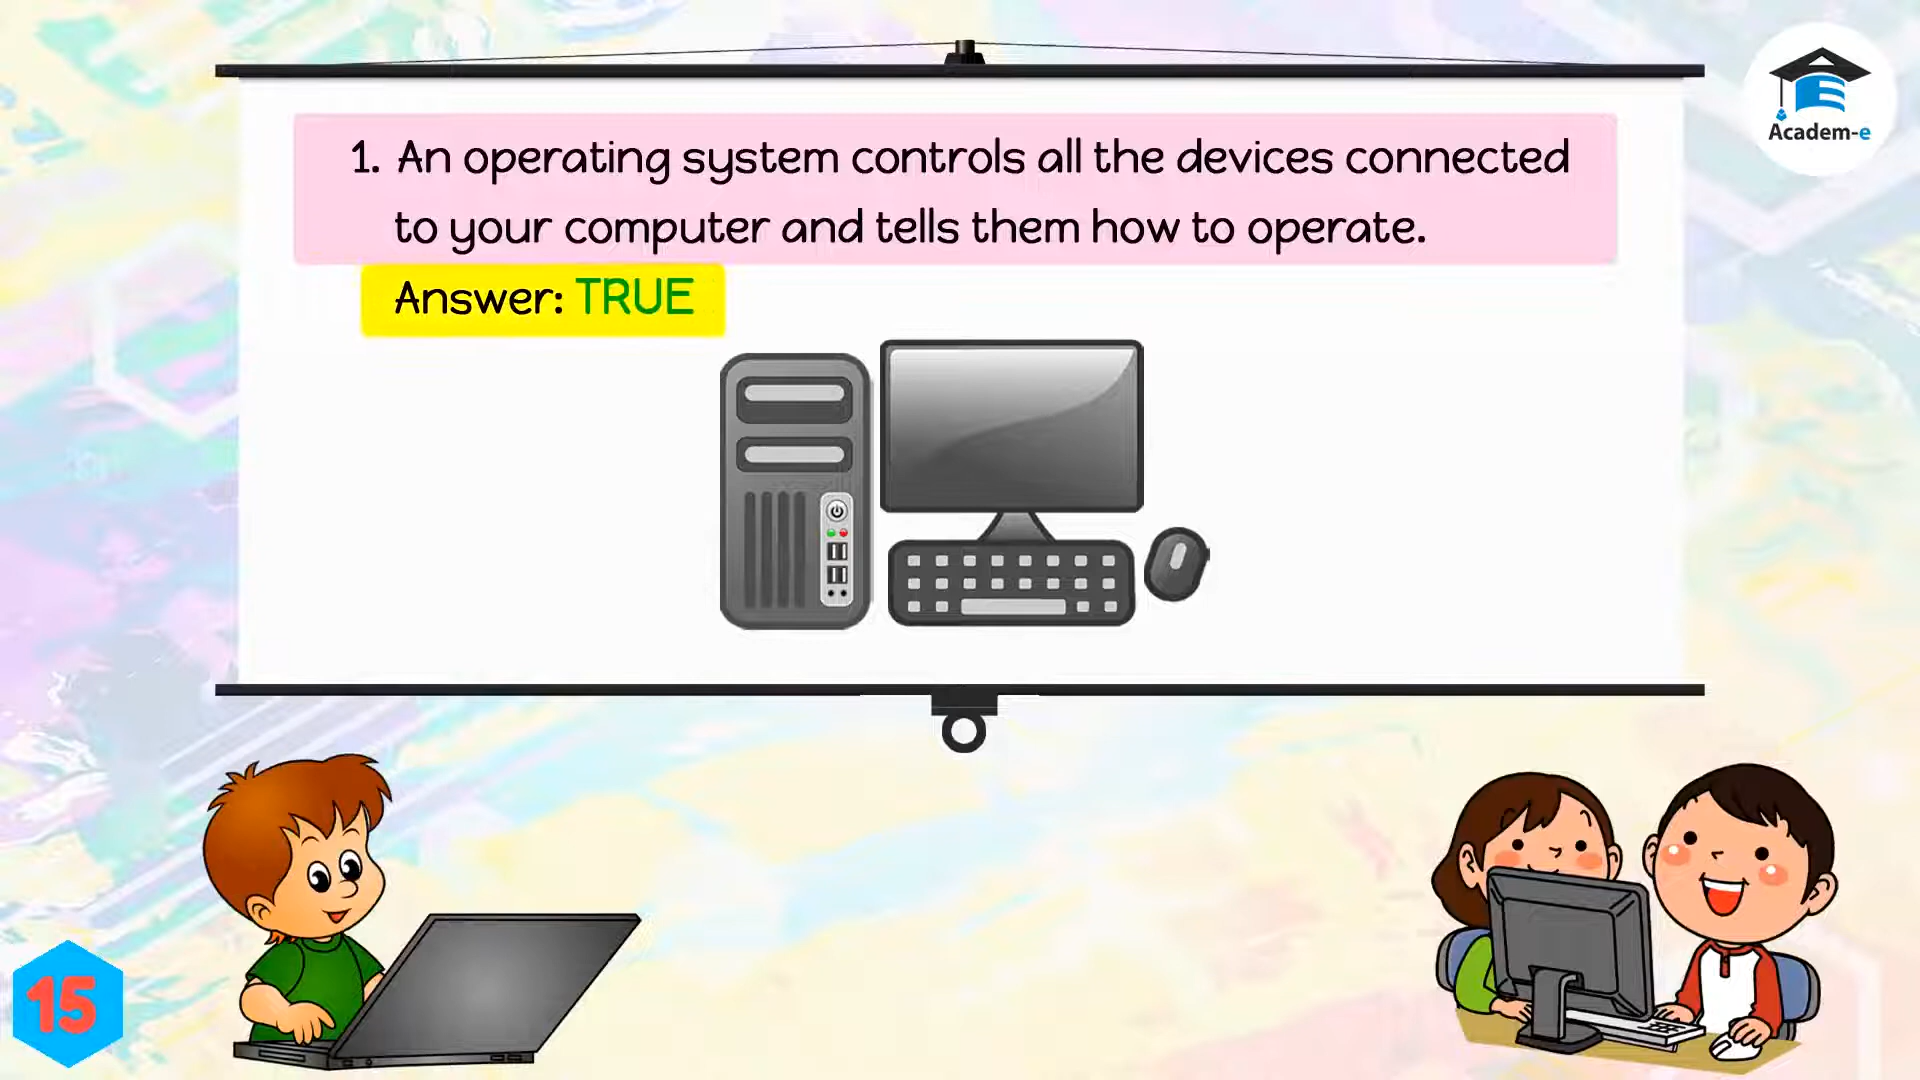 Academ-e
1. An operating system controls all the devices connected
to your computer and tells them how to operate.
Answer: TRUE
15